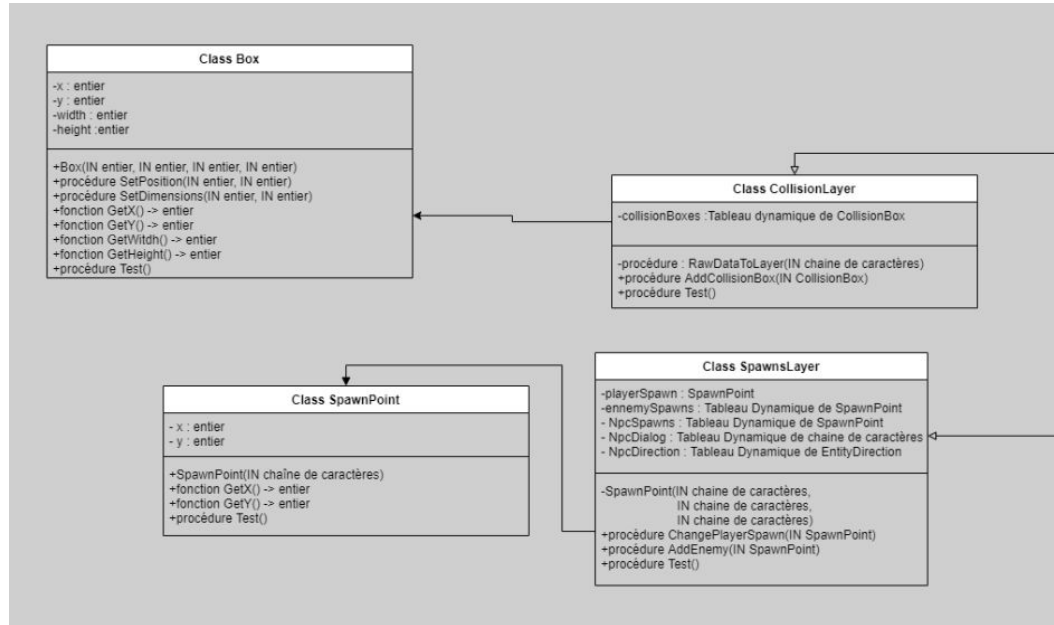 Class Box
-x : entier
-y : entier
-width : entier
-height :entier
+Box(IN entier, IN entier, IN entier, IN entier)
+procédure SetPosition(IN entier, IN entier)
+procédure SetDimensions(IN entier, IN entier)
+fonction GetX() -> entier
+fonction GetY() -> entier
+fonction GetWitdh() -> entier
+fonction GetHeight() -> entier
+procédure Test()
Class CollisionLayer
-collisionBoxes :Tableau dynamique de CollisionBox
-procédure : RawDataToLayer(IN chaine de caractères)
+procédure AddCollisionBox(IN CollisionBox)
+procédure Test()
Class SpawnPoint
- x : entier
- y : entier
+SpawnPoint(IN chaîne de caractères)
+fonction GetX() -> entier
+fonction GetY() -> entier
+procédure Test()
Class SpawnsLayer
-playerSpawn : SpawnPoint
-ennemySpawns : Tableau Dynamique de SpawnPoint
- NpcSpawns : Tableau Dynamique de SpawnPoint
- NpcDialog : Tableau Dynamique de chaine de caractères
- NpcDirection : Tableau Dynamique de EntityDirection
-SpawnPoint(IN chaine de caractères,
IN chaine de caractères,
IN chaine de caractères)
+procédure ChangePlayerSpawn(IN SpawnPoint)
+procédure AddEnemy(IN SpawnPoint)
+procédure Test()